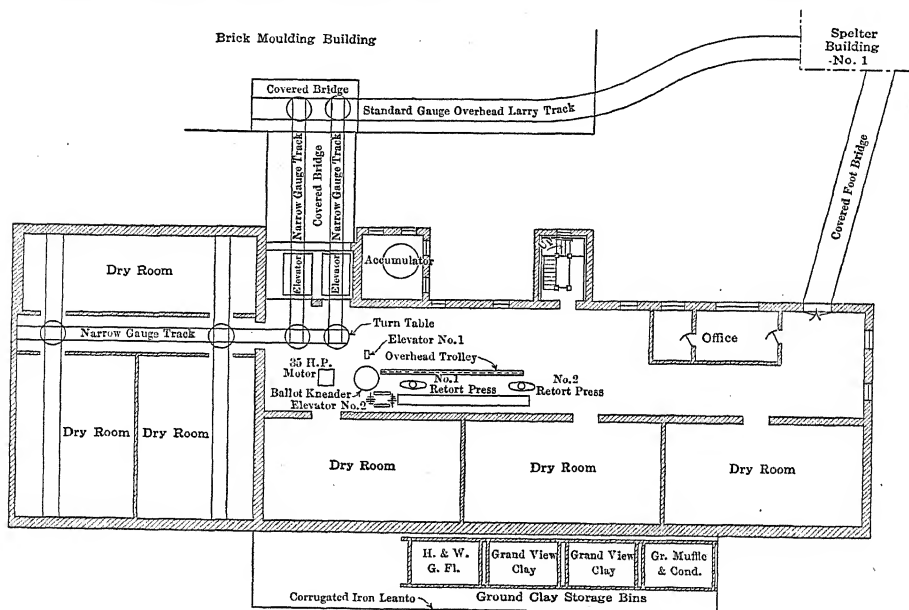 Brick Moulding Building
Spelter
Building
No. 1
Covered Bridge
Standard Gauge Overhead Larry Track
Narrow Gauge Track
Covered Bridge
Narrow Gauge Track
Covered Foot Bridge
Elevator
Elevator
Accumulator
Dry Room
Narrow Gauge Track
Turn Table
Elevator No.1
Overhead Trolley
Office
35 H.P.
Motor
No.1
Retort Press
No.2
Retort Press
Ballot Kneader
Elevator No.2
Dry Room
Dry Room
Dry Room
Dry Room
Dry Room
H. & W.
G. Fl.
Grand View
Clay
Grand View
Clay
Gr. Muffle
& Cond.
Ground Clay Storage Bins
Corrugated Iron Leanto